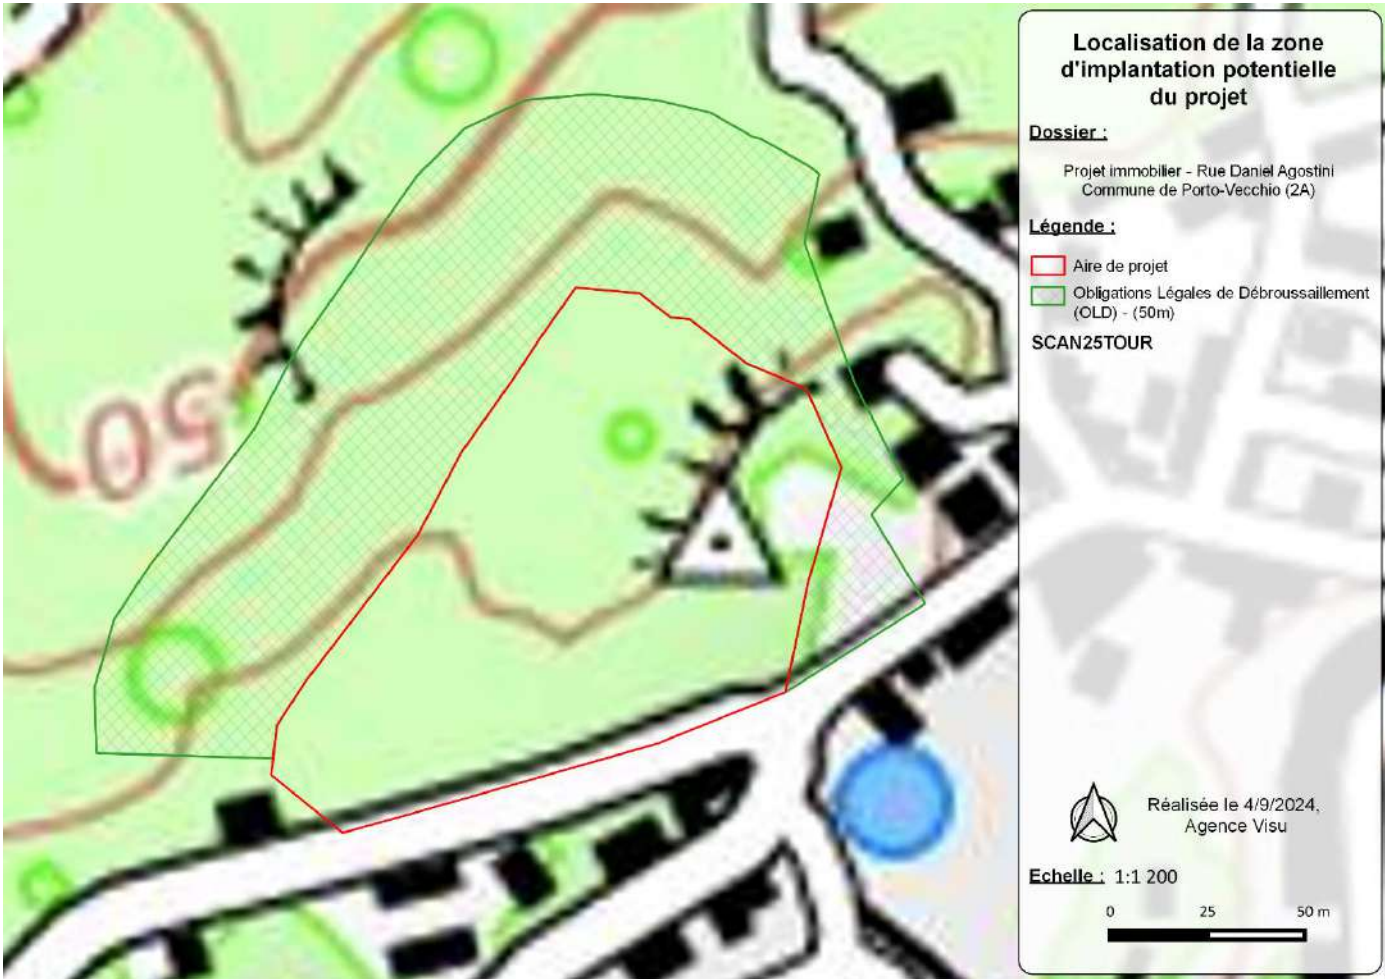 Localisation de la zone
d'implantation potentielle
du projet
Dossier :
Projet immobilier - Rue Daniel Agostini
Commune de Porto-Vecchio (2A)
Légende :
Aire de projet
Obligations Légales de Débroussaillement
(OLD) - (50m)
SCAN25TOUR
50
Réalisée le 4/9/2024,
Agence Visu
Echelle : 1:1 200
0 25 50 m